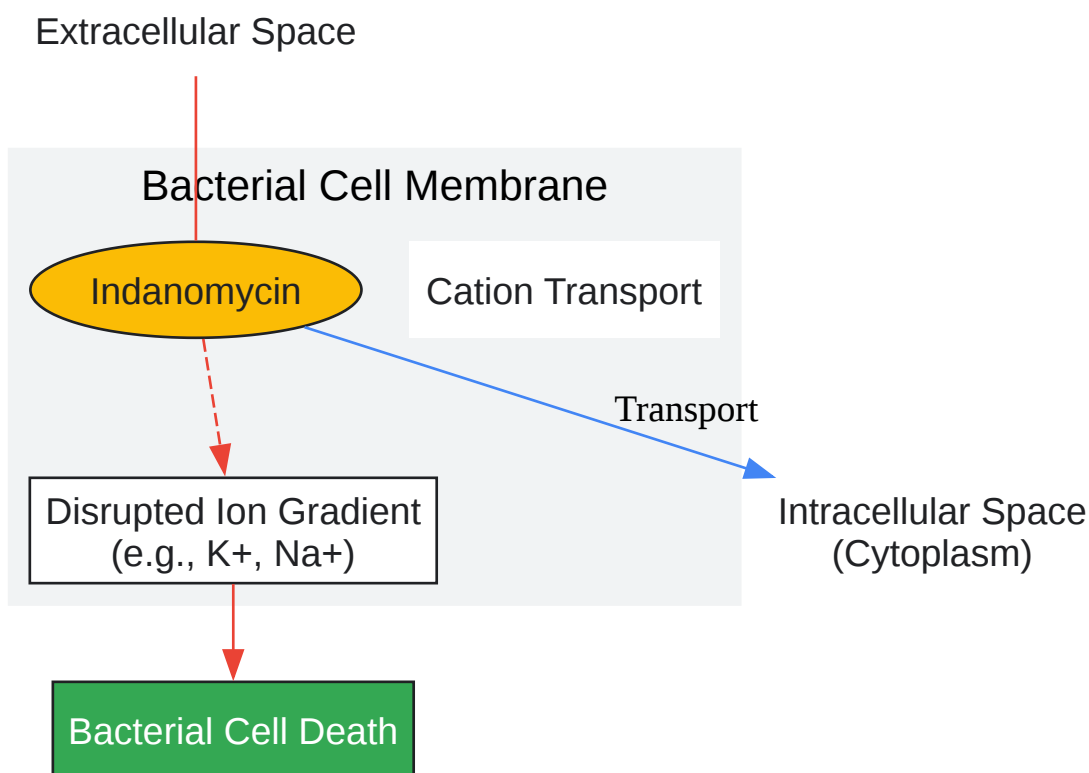 Extracellular Space
Bacterial Cell Membrane
Indanomycin
Cation Transport
Transport
Disrupted Ion Gradient
(e.g., K+, Na+)
Intracellular Space
(Cytoplasm)
Bacterial Cell Death